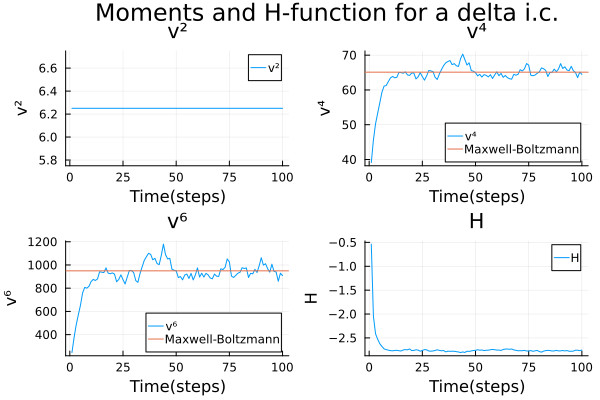 Moments and H-function for a delta i.c.
v²
v⁴
v²
6.6
6.4
6.2
6.0
5.8
v²
0
25
50
75
100
Time(steps)
v⁴
70
60
50
40
v⁴
Maxwell-Boltzmann
0
25
50
75
100
Time(steps)
v⁶
H
v⁶
1200
1000
800
600
400
v⁶
Maxwell-Boltzmann
0
25
50
75
100
Time(steps)
H
−0.5
−1.0
−1.5
−2.0
−2.5
H
0
25
50
75
100
Time(steps)